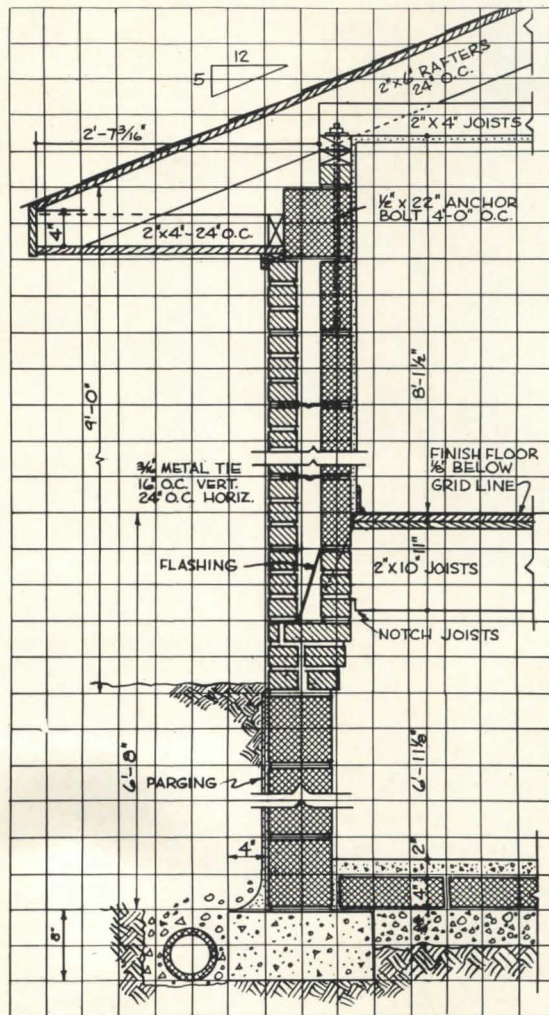 12
5
2"x6" RAFTERS
24" O.C.
2'-7 3/16"
2"X 4" JOISTS
1/2" x 22" ANCHOR
BOLT 4'-0" O.C.
4"
2"x4"-24" O.C.
9'-0"
8'-1 1/2"
3/16" METAL TIE
16" O.C. VERT.
24" O.C. HORIZ.
FINISH FLOOR
1/8" BELOW
GRID LINE
FLASHING
2"x10" JOISTS
11"
NOTCH JOISTS
6'-8"
6'-11 1/8"
PARGING
4"
2"
4"
8"